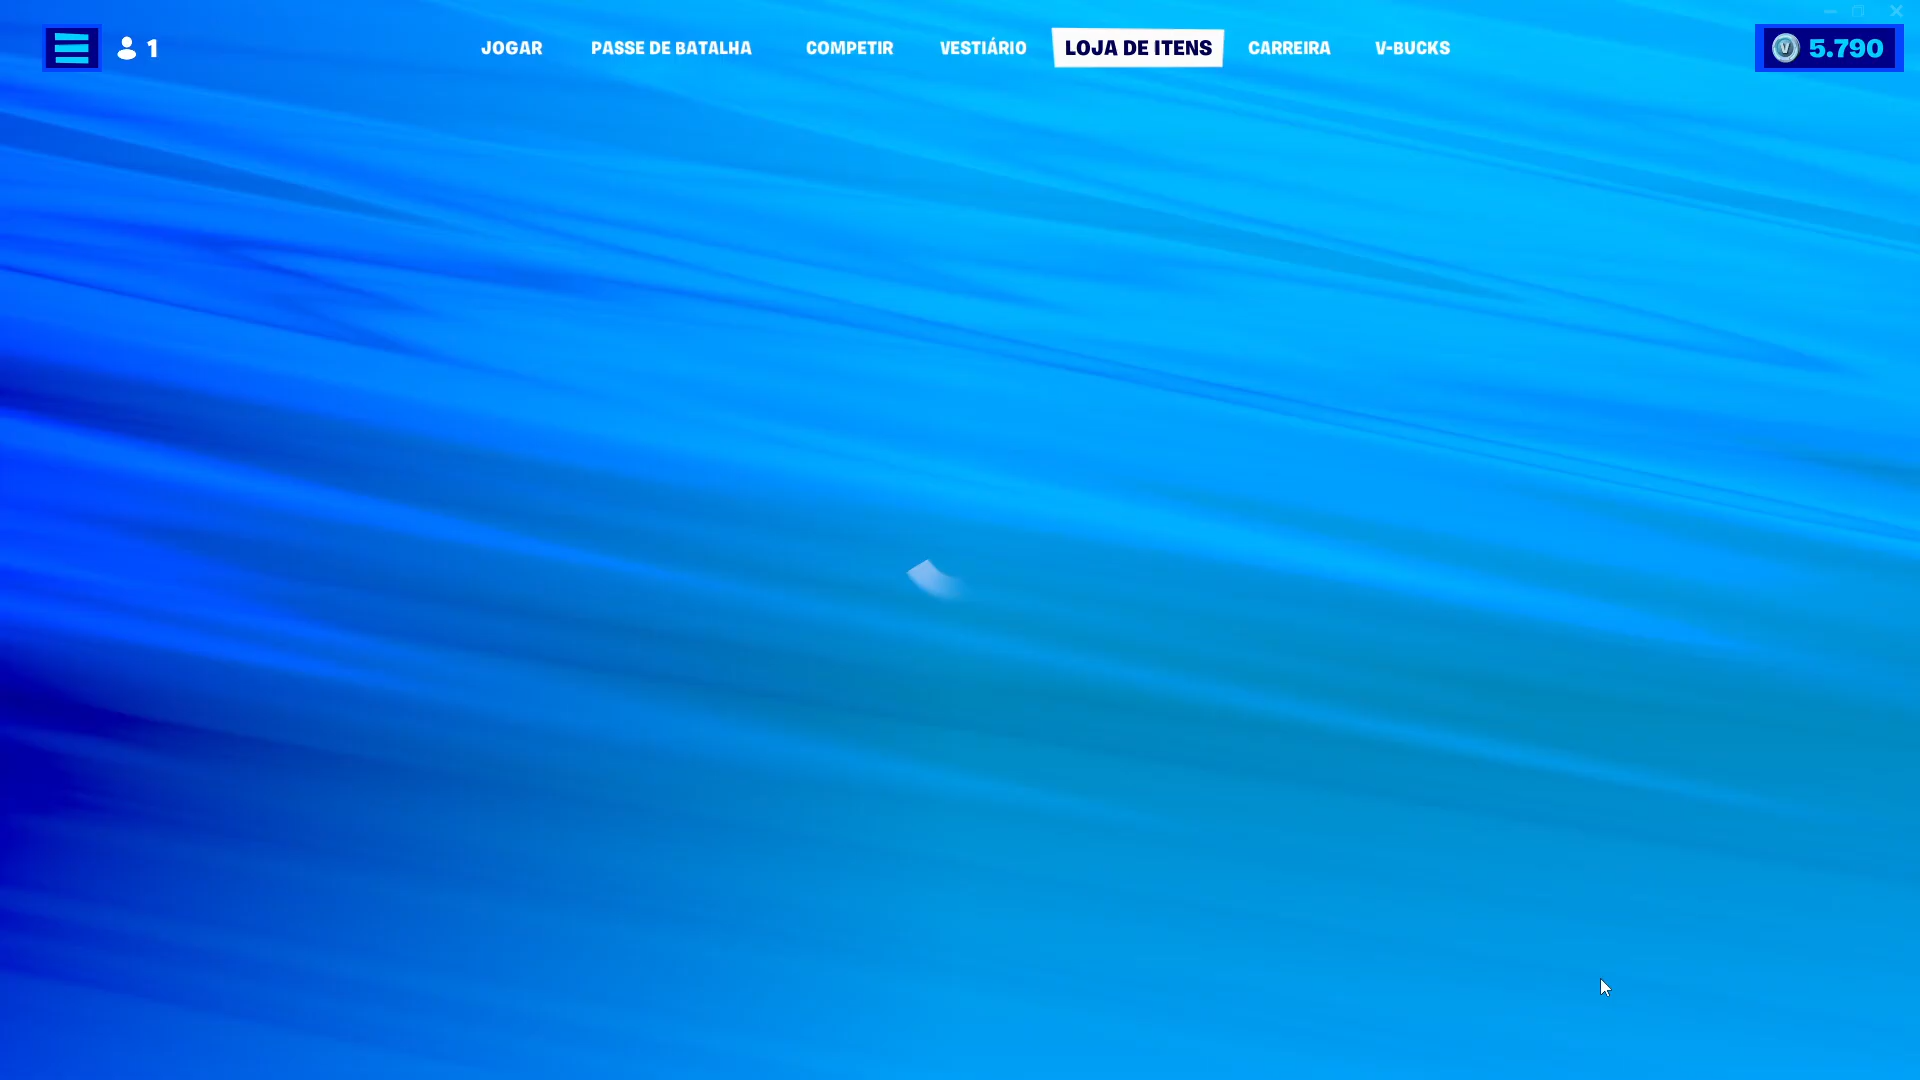 1
JOGAR
PASSE DE BATALHA
COMPETIR
VESTIÁRIO
LOJA DE ITENS
CARREIRA
V-BUCKS
5.790